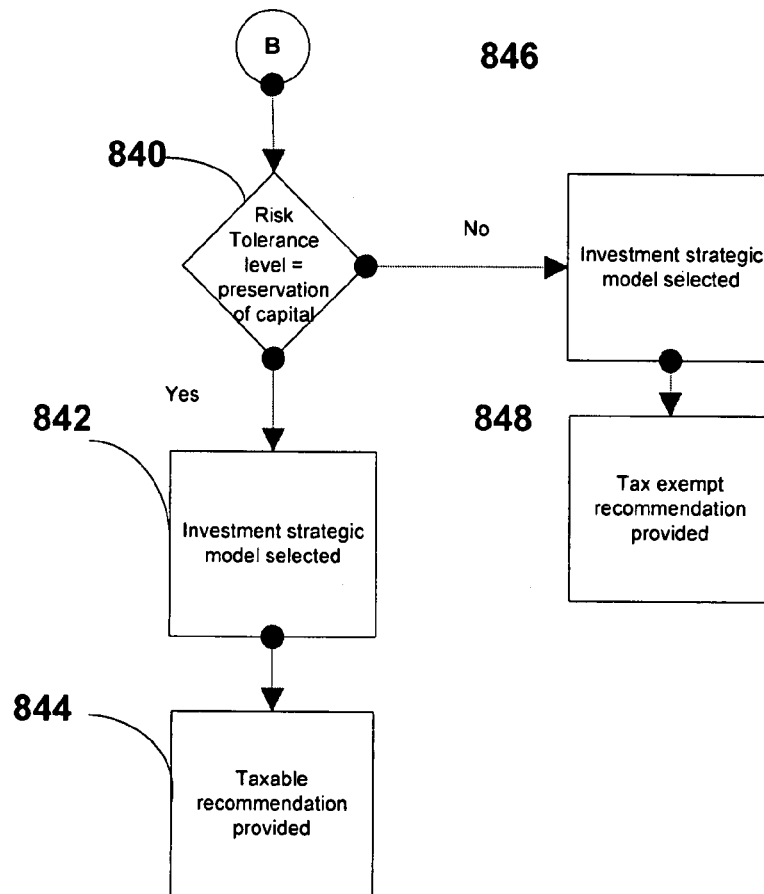 B
846
840
Risk
Tolerance
level =
preservation
of capital
No
Investment strategic
model selected
Yes
842
848
Investment strategic
model selected
Tax exempt
recommendation
provided
844
Taxable
recommendation
provided